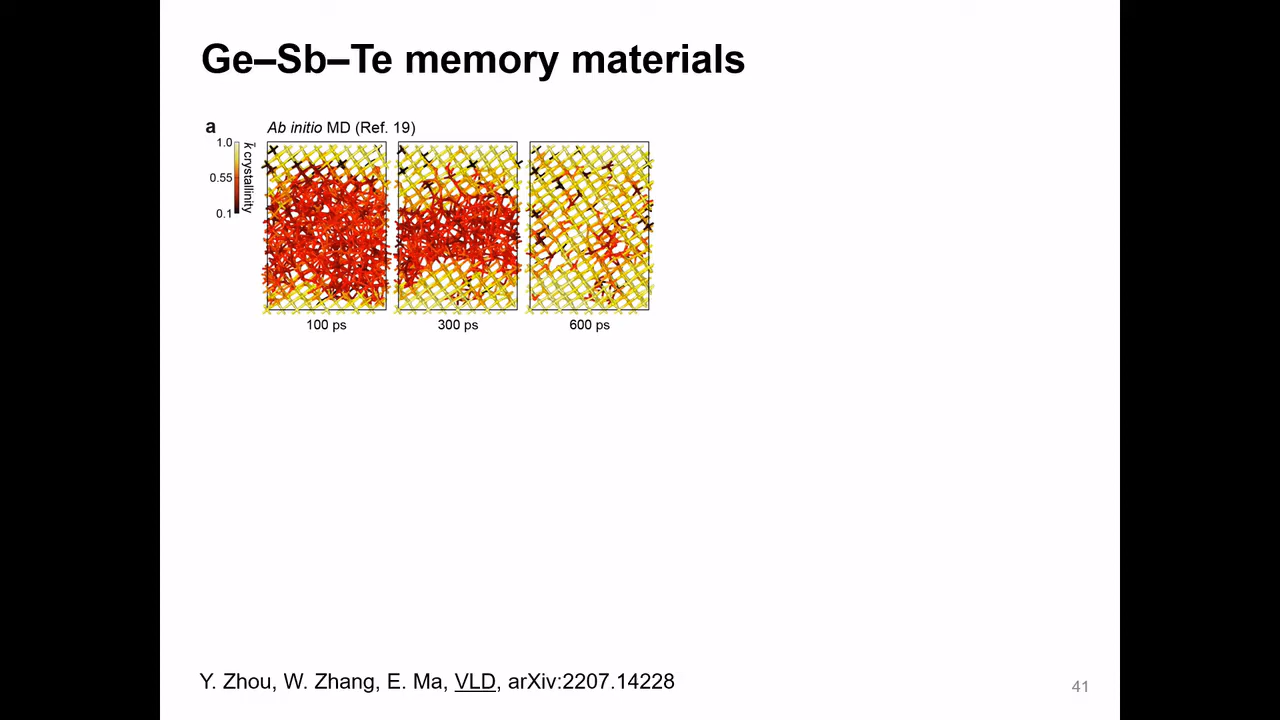 Ge–Sb–Te memory materials
a
Ab initio MD (Ref. 19)
1.0
0.55
0.1
k̄ crystallinity
100 ps
300 ps
600 ps
Y. Zhou, W. Zhang, E. Ma, VLD, arXiv:2207.14228
41